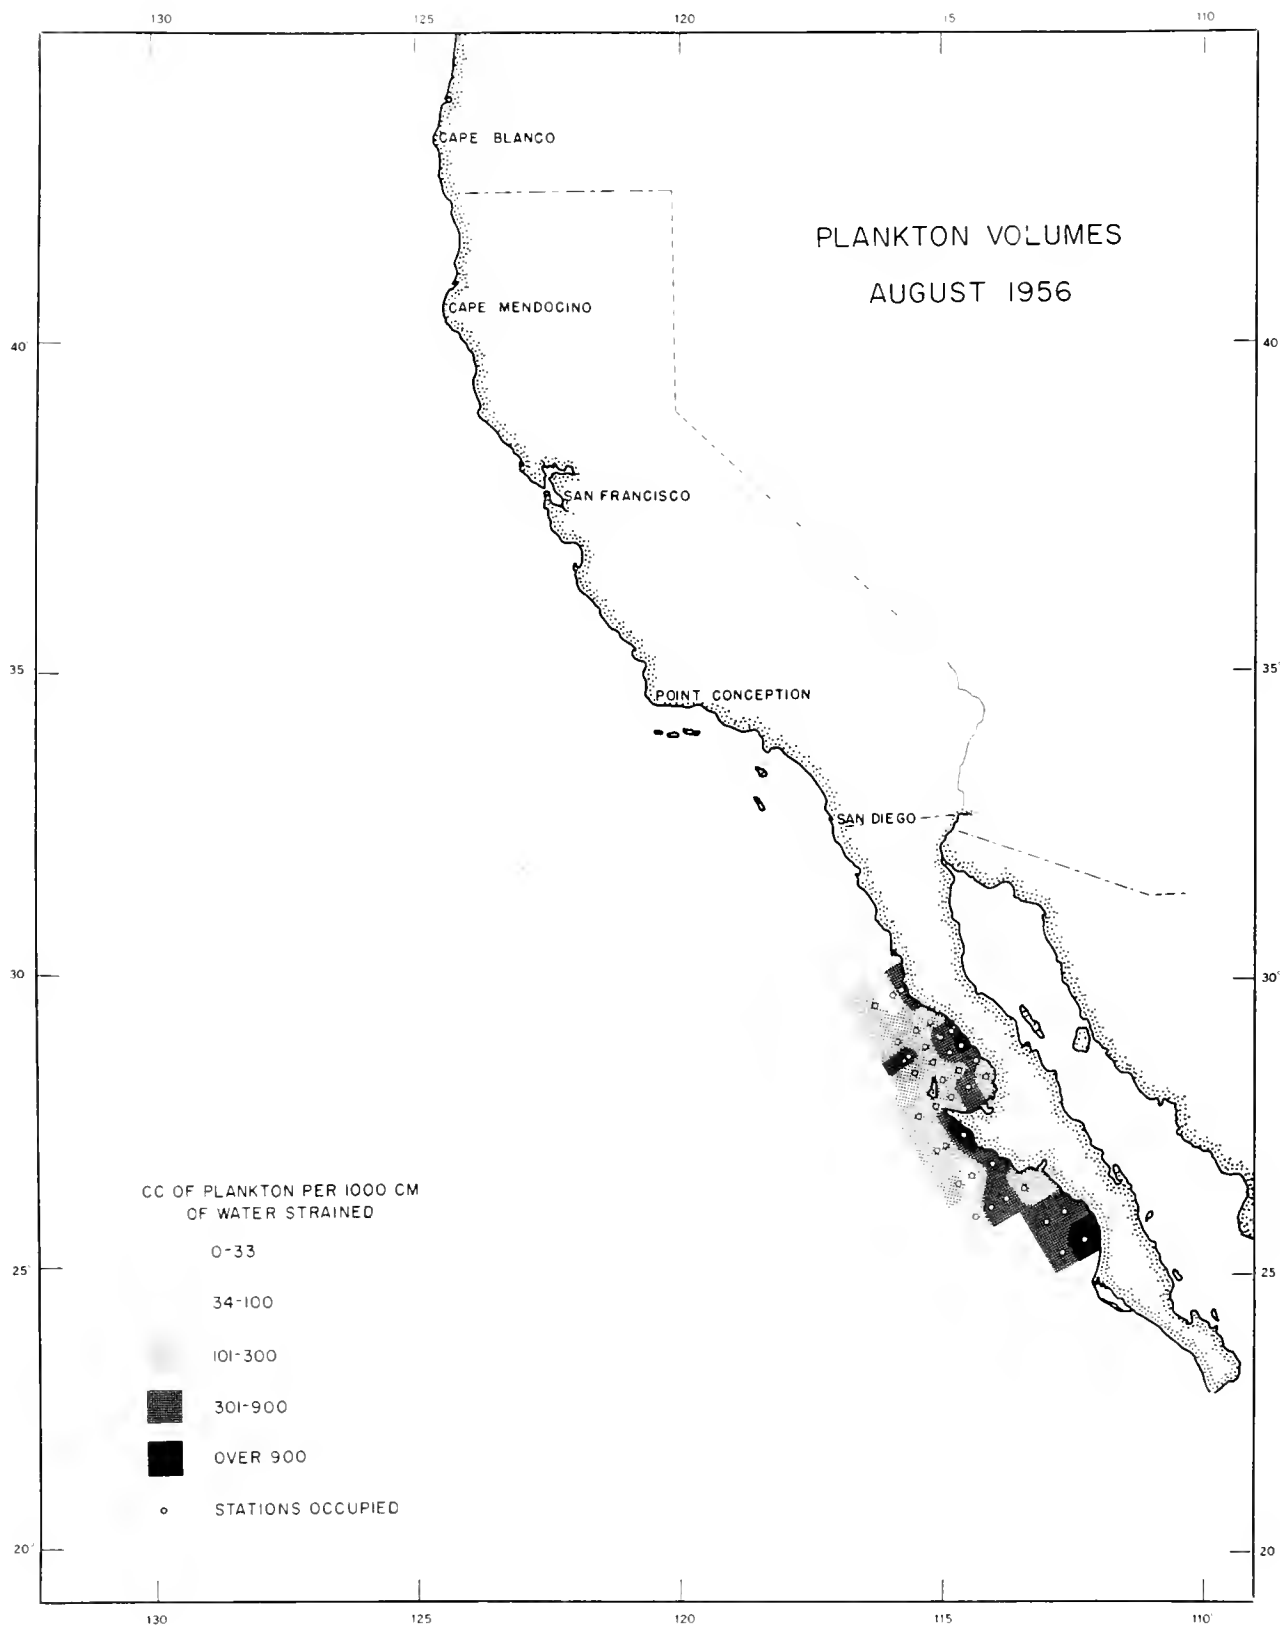 130 125 120 15 110
CAPE BLANCO
PLANKTON VOLUMES
AUGUST 1956
CAPE MENDOCINO
40° 40
SAN FRANCISCO
35 35°
POINT CONCEPTION
SAN DIEGO
30 30°
CC OF PLANKTON PER 1000 CM
OF WATER STRAINED
0-33
25° 25
34-100
101-300
301-900
OVER 900
STATIONS OCCUPIED
20° 20
130 125 120 115 110°